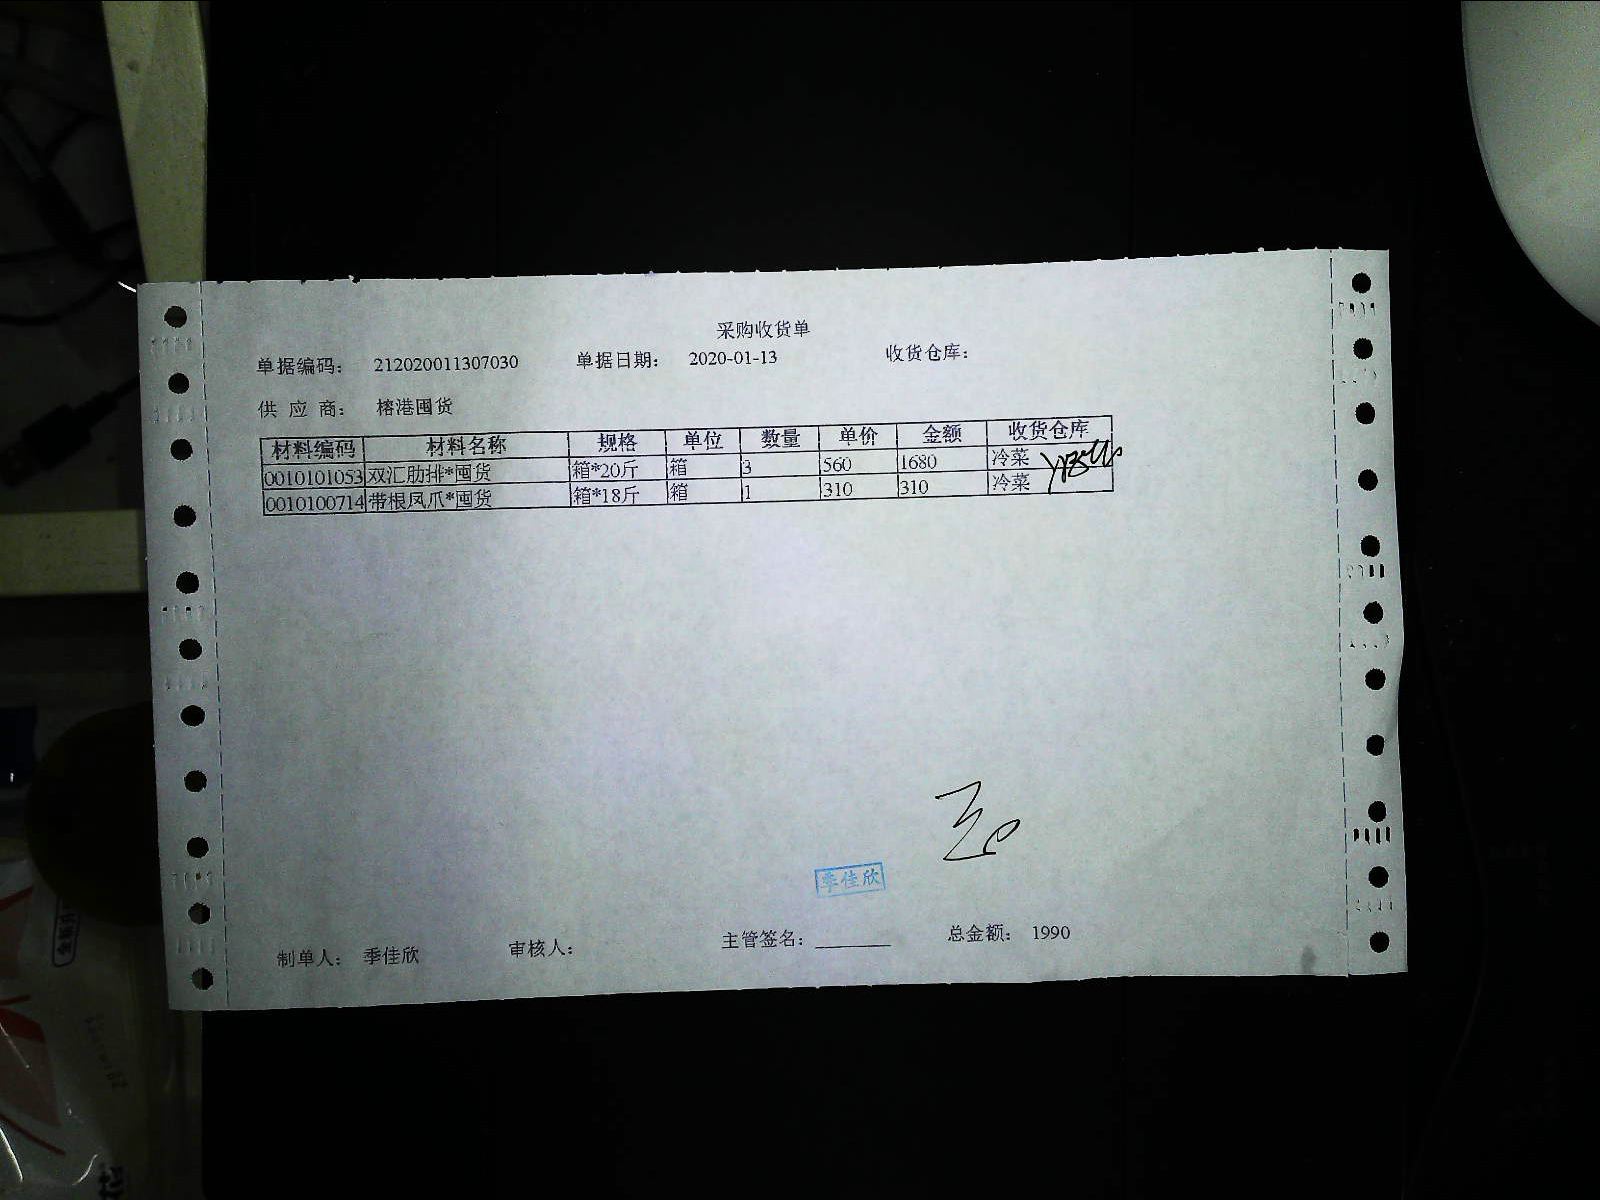 采购收货单
单据编码： 212020011307030 单据日期： 2020-01-13 收货仓库：
供 应 商： 榕港囤货
材料编码 材料名称 规格 单位 数量 单价 金额 收货仓库
0010101053 双汇肋排*囤货 箱*20斤 箱 3 560 1680 冷菜
0010100714 带根凤爪*囤货 箱*18斤 箱 1 310 310 冷菜
季佳欣
制单人： 季佳欣 审核人： 主管签名： 总金额： 1990